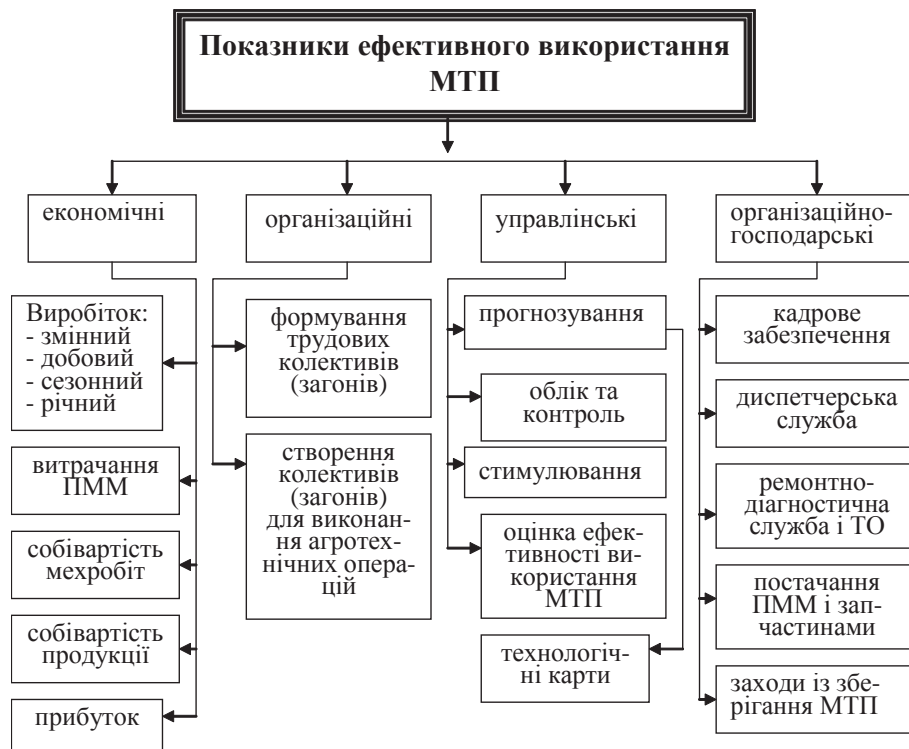 Показники ефективного використання
МТП
економічні
Виробіток:
- змінний
- добовий
- сезонний
- річний
витрачання
ПММ
собівартість
мехробіт
собівартість
продукції
прибуток
організаційні
формування
трудових
колективів
(загонів)
створення
колективів
(загонів)
для виконан-
ня агротех-
нічних опера-
цій
управлінські
прогнозування
облік та
контроль
стимулювання
оцінка ефек-
тивності ви-
користання
МТП
технологіч-
ні карти
організаційно-
господарські
кадрове
забезпечення
диспетчерська
служба
ремонтно-
діагностична
служба і ТО
постачання
ПММ і зап-
частинами
заходи із збе-
рігання МТП